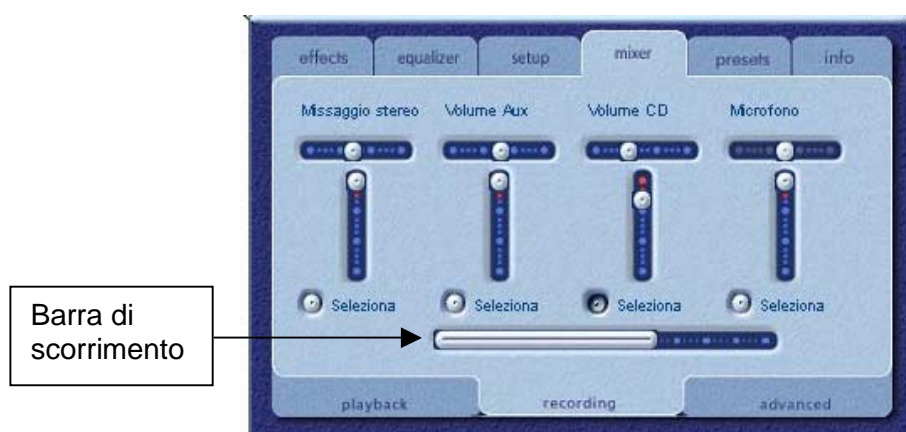 effects equalizer setup mixer presets info
Missaggio stereo Volume Aux Volume CD Microfono
Seleziona Seleziona Seleziona Seleziona
Barra di
scorrimento
playback recording advanced